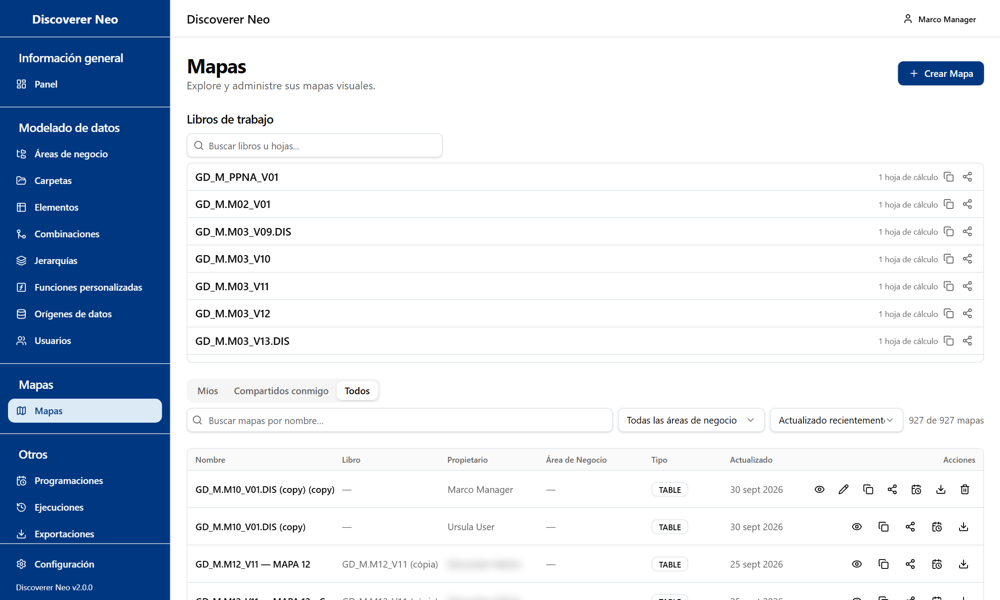 Discoverer Neo
Información general
Panel
Modelado de datos
Áreas de negocio
Carpetas
Elementos
Combinaciones
Jerarquías
Funciones personalizadas
Orígenes de datos
Usuarios
Mapas
Mapas
Otros
Programaciones
Ejecuciones
Exportaciones
Configuración
Discoverer Neo v2.0.0
Discoverer Neo
Marco Manager
Mapas
Explore y administre sus mapas visuales.
Crear Mapa
Libros de trabajo
Buscar libros u hojas...
GD_M_PPNA_V01 1 hoja de cálculo
GD_M.M02_V01 1 hoja de cálculo
GD_M.M03_V09.DIS 1 hoja de cálculo
GD_M.M03_V10 1 hoja de cálculo
GD_M.M03_V11 1 hoja de cálculo
GD_M.M03_V12 1 hoja de cálculo
GD_M.M03_V13.DIS 1 hoja de cálculo
Míos Compartidos conmigo Todos
Buscar mapas por nombre... Todas las áreas de negocio Actualizado recientement 927 de 927 mapas
Nombre Libro Propietario Área de Negocio Tipo Actualizado Acciones
GD_M.M10_V01.DIS (copy) (copy) — Marco Manager — TABLE 30 sept 2026
GD_M.M10_V01.DIS (copy) — Ursula User — TABLE 30 sept 2026
GD_M.M12_V11 — MAPA 12 GD_M.M12_V11 (cópia) — TABLE 25 sept 2026